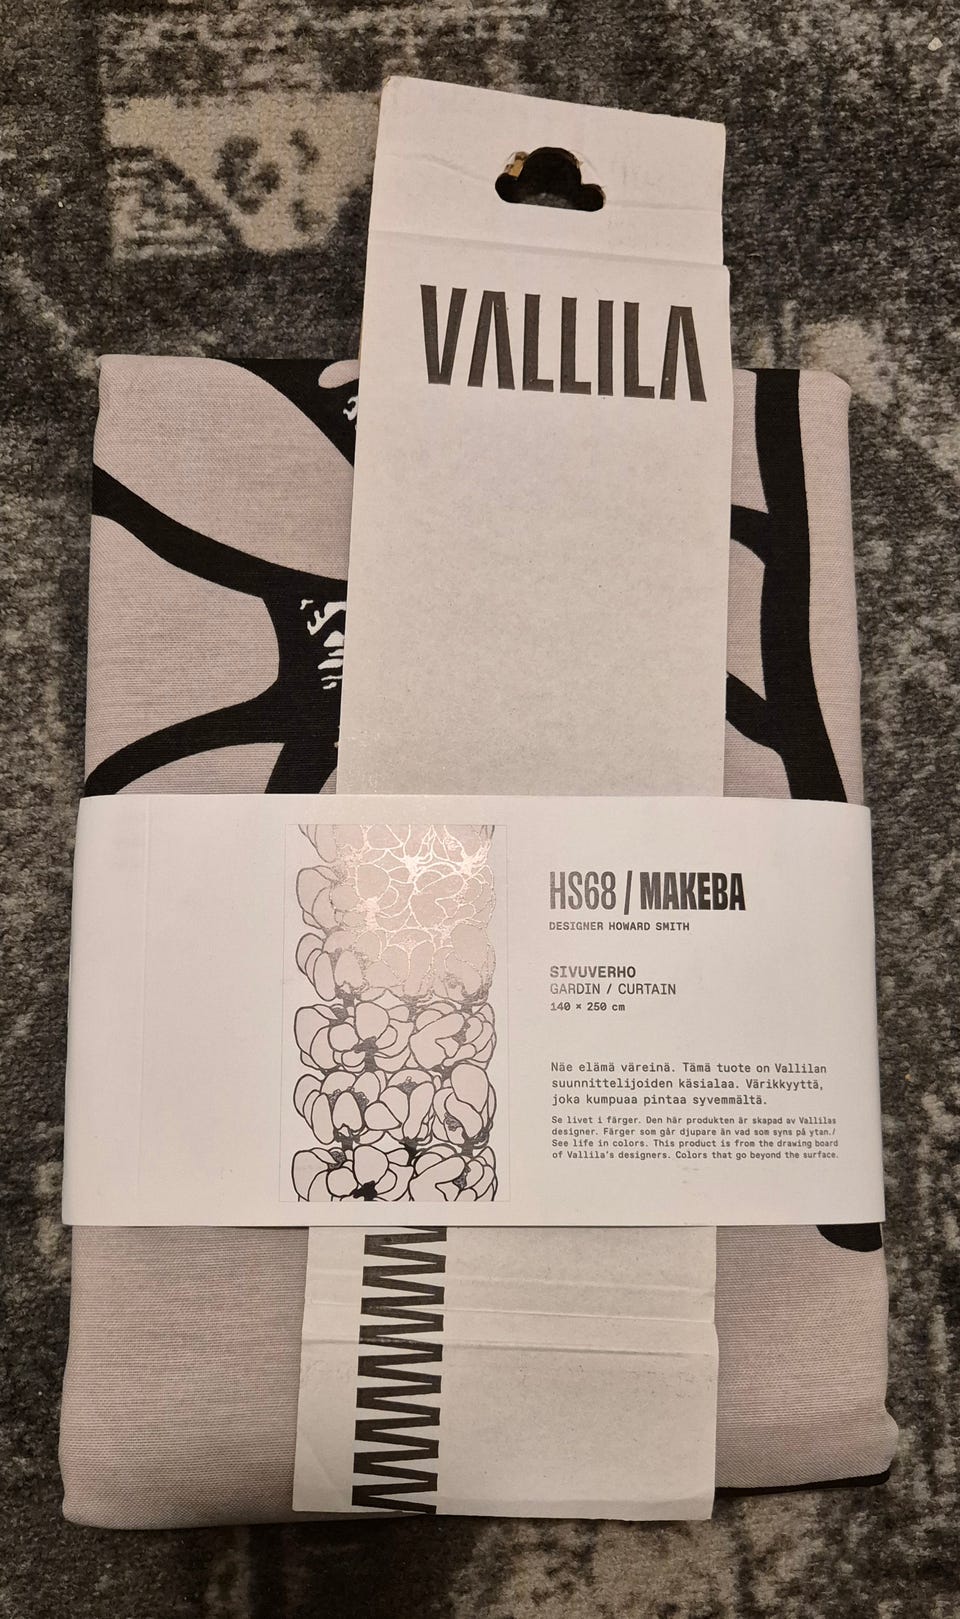 VALLILA
HS68 / MAKEBA
DESIGNER HOWARD SMITH
SIVUVERHO
GARDIN / CURTAIN
140 × 250 cm
Näe elämä väreinä. Tämä tuote on Vallilan
suunnittelijoiden käsialaa. Värikkyyttä,
joka kumpuaa pintaa syvemmältä.
Se livet i färger. Den här produkten är skapad av Vallilas
designer. Färger som går djupare än vad som syns på ytan./
See life in colors. This product is from the drawing board
of Vallila's designers. Colors that go beyond the surface.